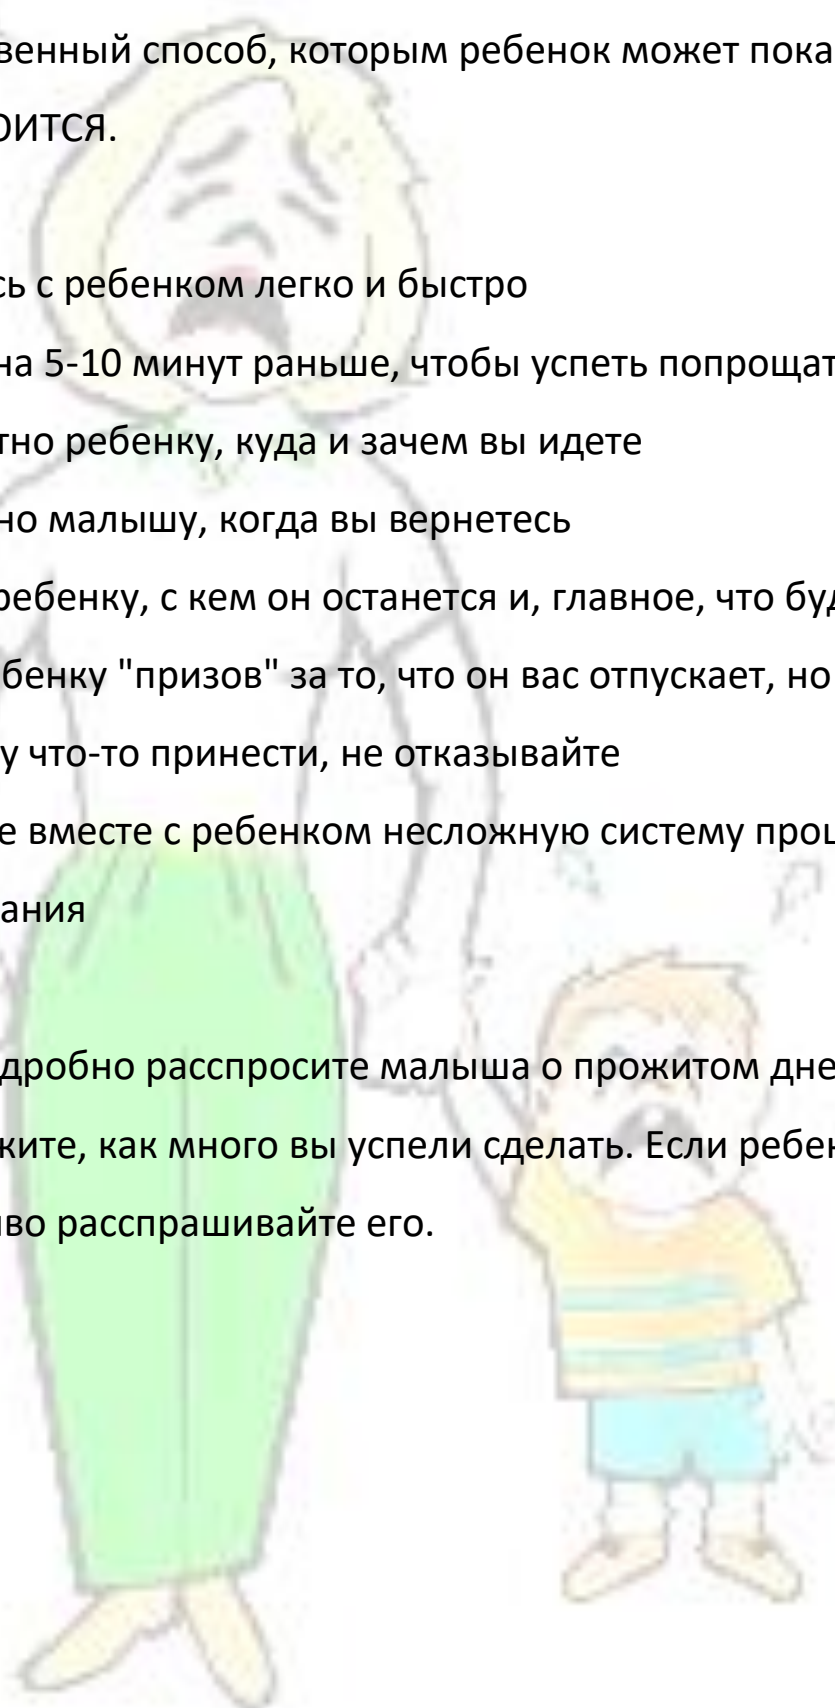 венный способ, которым ребенок может пока
оится.
сь с ребенком легко и быстро
на 5-10 минут раньше, чтобы успеть попрощат
тно ребенку, куда и зачем вы идете
но малышу, когда вы вернетесь
ребенку, с кем он останется и, главное, что буд
бенку "призов" за то, что он вас отпускает, но
у что-то принести, не отказывайте
е вместе с ребенком несложную систему прощ
ания
дробно расспросите малыша о прожитом дне
жите, как много вы успели сделать. Если ребен
иво расспрашивайте его.